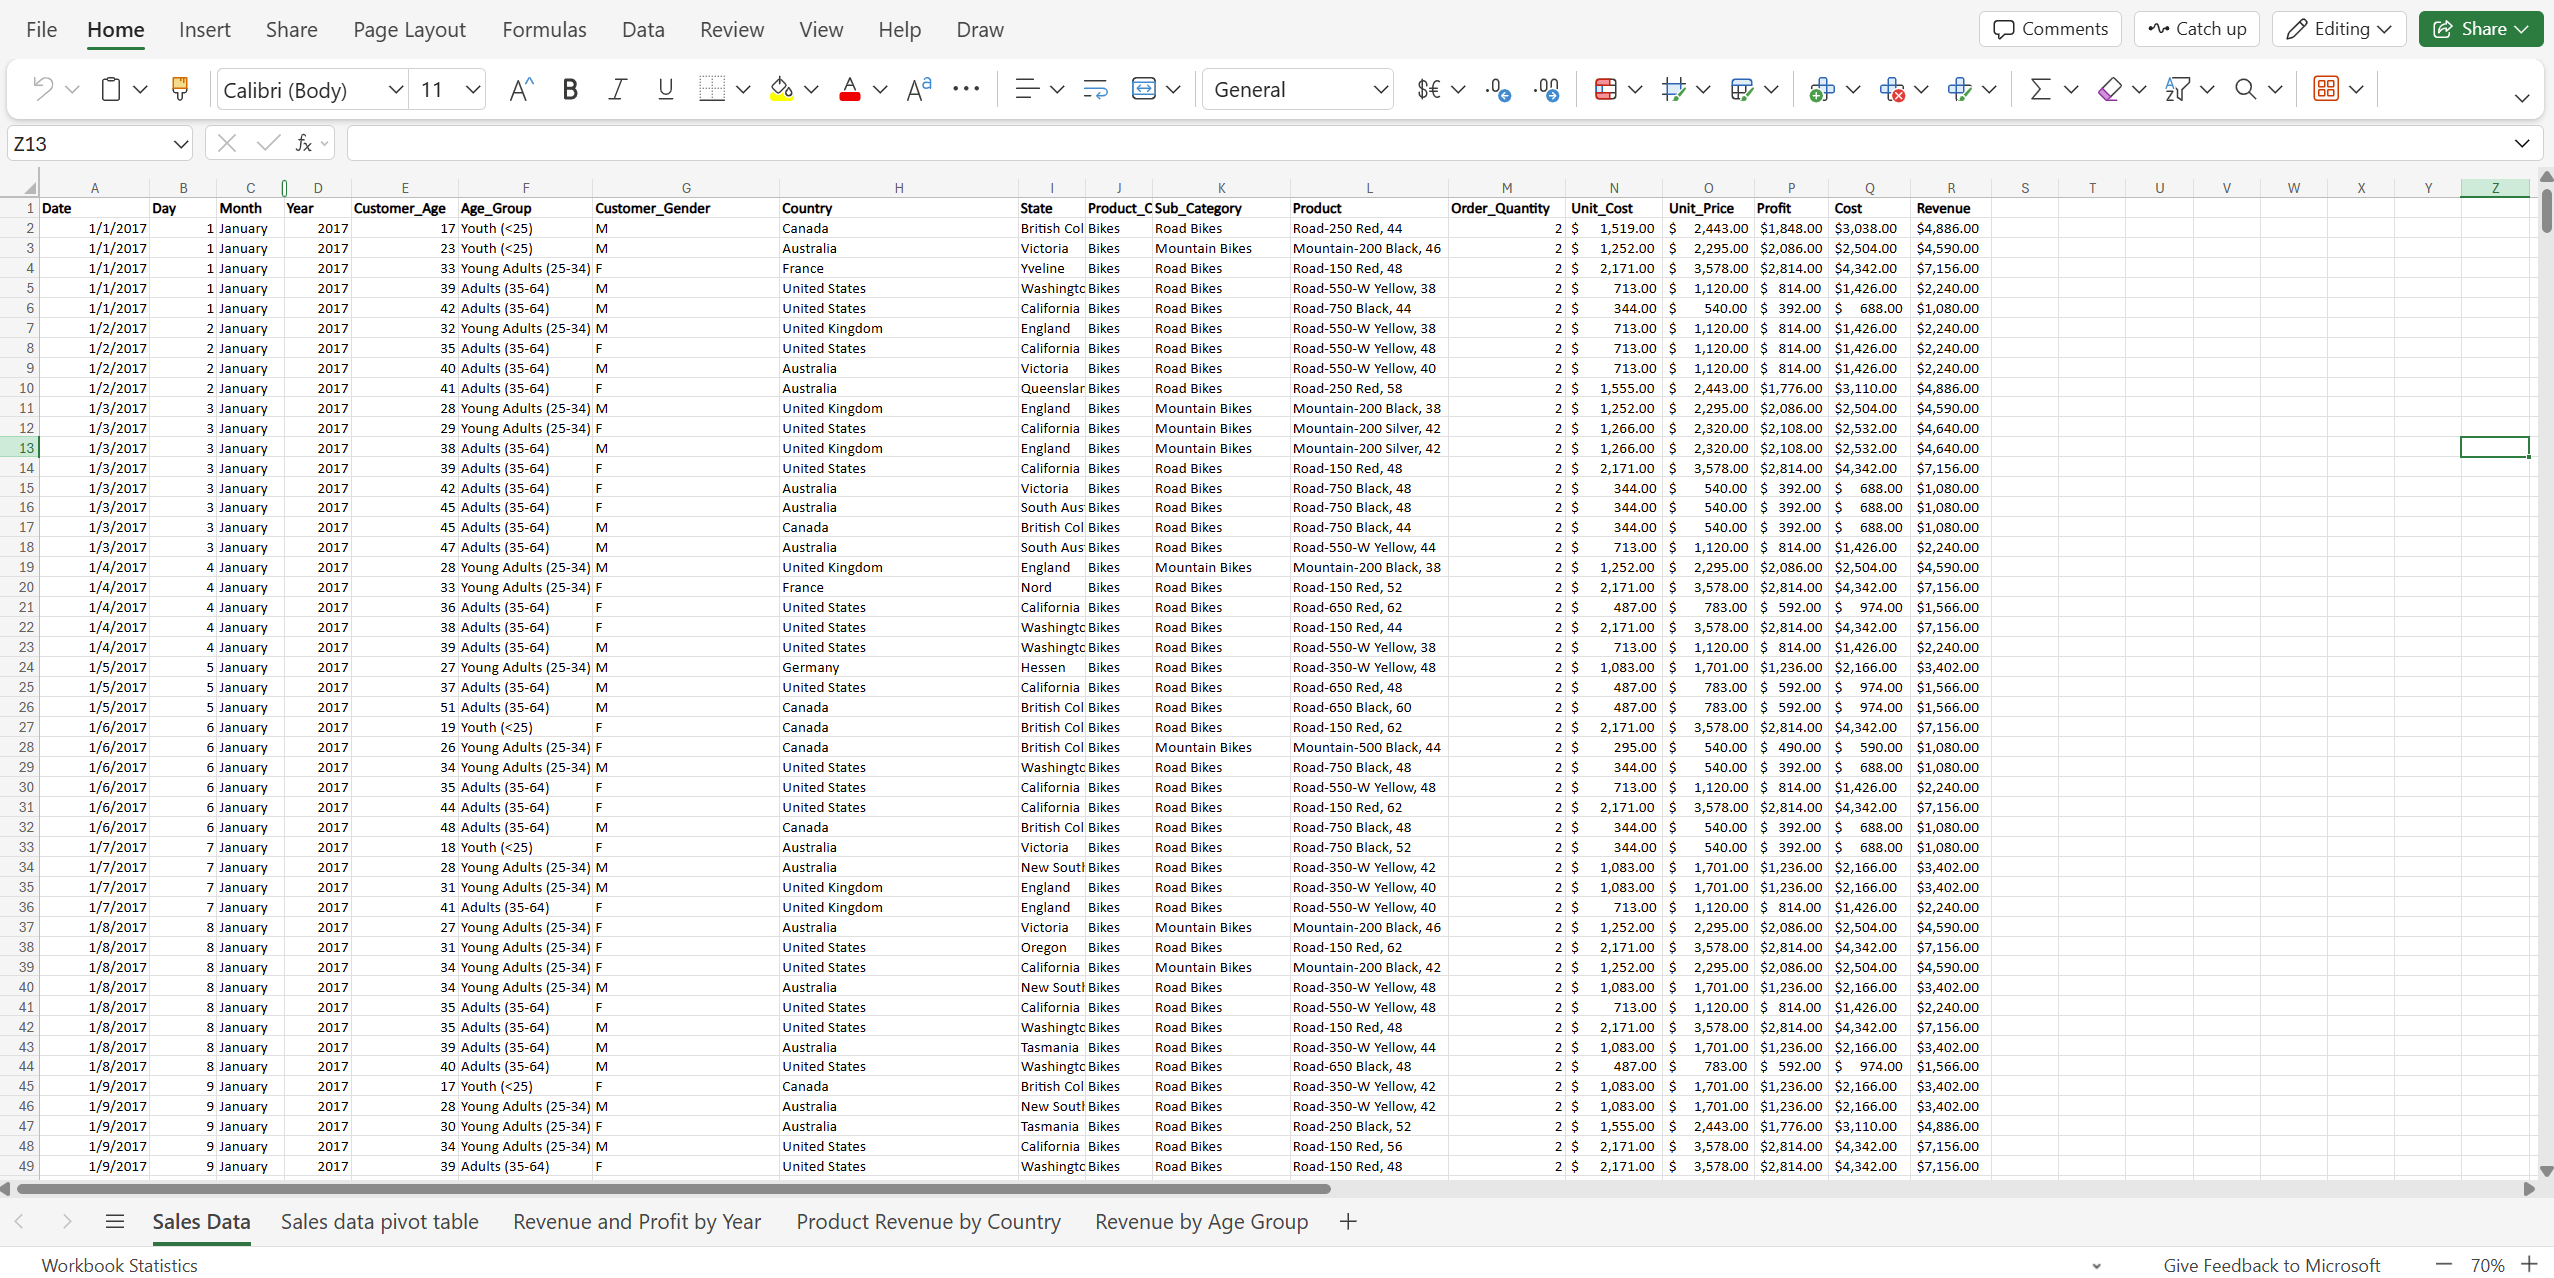 File Home Insert Share Page Layout Formulas Data Review View Help Draw Comments Catch up Editing Share
Calibri (Body) 11 General
Z13 fx
A B C D E F G H I J K L M N O P Q R S T U V W X Y Z
1 Date Day Month Year Customer_Age Age_Group Customer_Gender Country State Product_C Sub_Category Product Order_Quantity Unit_Cost Unit_Price Profit Cost Revenue
2 1/1/2017 1 January 2017 17 Youth (<25) M Canada British Col Bikes Road Bikes Road-250 Red, 44 2 $ 1,519.00 $ 2,443.00 $1,848.00 $3,038.00 $4,886.00
3 1/1/2017 1 January 2017 23 Youth (<25) M Australia Victoria Bikes Mountain Bikes Mountain-200 Black, 46 2 $ 1,252.00 $ 2,295.00 $2,086.00 $2,504.00 $4,590.00
4 1/1/2017 1 January 2017 33 Young Adults (25-34) F France Yveline Bikes Road Bikes Road-150 Red, 48 2 $ 2,171.00 $ 3,578.00 $2,814.00 $4,342.00 $7,156.00
5 1/1/2017 1 January 2017 39 Adults (35-64) M United States Washingtc Bikes Road Bikes Road-550-W Yellow, 38 2 $ 713.00 $ 1,120.00 $ 814.00 $1,426.00 $2,240.00
6 1/1/2017 1 January 2017 42 Adults (35-64) M United States California Bikes Road Bikes Road-750 Black, 44 2 $ 344.00 $ 540.00 $ 392.00 $ 688.00 $1,080.00
7 1/2/2017 2 January 2017 32 Young Adults (25-34) M United Kingdom England Bikes Road Bikes Road-550-W Yellow, 38 2 $ 713.00 $ 1,120.00 $ 814.00 $1,426.00 $2,240.00
8 1/2/2017 2 January 2017 35 Adults (35-64) F United States California Bikes Road Bikes Road-550-W Yellow, 48 2 $ 713.00 $ 1,120.00 $ 814.00 $1,426.00 $2,240.00
9 1/2/2017 2 January 2017 40 Adults (35-64) M Australia Victoria Bikes Road Bikes Road-550-W Yellow, 40 2 $ 713.00 $ 1,120.00 $ 814.00 $1,426.00 $2,240.00
10 1/2/2017 2 January 2017 41 Adults (35-64) F Australia Queenslar Bikes Road Bikes Road-250 Red, 58 2 $ 1,555.00 $ 2,443.00 $1,776.00 $3,110.00 $4,886.00
11 1/3/2017 3 January 2017 28 Young Adults (25-34) M United Kingdom England Bikes Mountain Bikes Mountain-200 Black, 38 2 $ 1,252.00 $ 2,295.00 $2,086.00 $2,504.00 $4,590.00
12 1/3/2017 3 January 2017 29 Young Adults (25-34) F United States California Bikes Mountain Bikes Mountain-200 Silver, 42 2 $ 1,266.00 $ 2,320.00 $2,108.00 $2,532.00 $4,640.00
13 1/3/2017 3 January 2017 38 Adults (35-64) M United Kingdom England Bikes Mountain Bikes Mountain-200 Silver, 42 2 $ 1,266.00 $ 2,320.00 $2,108.00 $2,532.00 $4,640.00
14 1/3/2017 3 January 2017 39 Adults (35-64) F United States California Bikes Road Bikes Road-150 Red, 48 2 $ 2,171.00 $ 3,578.00 $2,814.00 $4,342.00 $7,156.00
15 1/3/2017 3 January 2017 42 Adults (35-64) F Australia Victoria Bikes Road Bikes Road-750 Black, 48 2 $ 344.00 $ 540.00 $ 392.00 $ 688.00 $1,080.00
16 1/3/2017 3 January 2017 45 Adults (35-64) F Australia South Aus Bikes Road Bikes Road-750 Black, 48 2 $ 344.00 $ 540.00 $ 392.00 $ 688.00 $1,080.00
17 1/3/2017 3 January 2017 45 Adults (35-64) M Canada British Col Bikes Road Bikes Road-750 Black, 44 2 $ 344.00 $ 540.00 $ 392.00 $ 688.00 $1,080.00
18 1/3/2017 3 January 2017 47 Adults (35-64) M Australia South Aus Bikes Road Bikes Road-550-W Yellow, 44 2 $ 713.00 $ 1,120.00 $ 814.00 $1,426.00 $2,240.00
19 1/4/2017 4 January 2017 28 Young Adults (25-34) M United Kingdom England Bikes Mountain Bikes Mountain-200 Black, 38 2 $ 1,252.00 $ 2,295.00 $2,086.00 $2,504.00 $4,590.00
20 1/4/2017 4 January 2017 33 Young Adults (25-34) F France Nord Bikes Road Bikes Road-150 Red, 52 2 $ 2,171.00 $ 3,578.00 $2,814.00 $4,342.00 $7,156.00
21 1/4/2017 4 January 2017 36 Adults (35-64) F United States California Bikes Road Bikes Road-650 Red, 62 2 $ 487.00 $ 783.00 $ 592.00 $ 974.00 $1,566.00
22 1/4/2017 4 January 2017 38 Adults (35-64) F United States Washingtc Bikes Road Bikes Road-150 Red, 44 2 $ 2,171.00 $ 3,578.00 $2,814.00 $4,342.00 $7,156.00
23 1/4/2017 4 January 2017 39 Adults (35-64) M United States Washingtc Bikes Road Bikes Road-550-W Yellow, 38 2 $ 713.00 $ 1,120.00 $ 814.00 $1,426.00 $2,240.00
24 1/5/2017 5 January 2017 27 Young Adults (25-34) M Germany Hessen Bikes Road Bikes Road-350-W Yellow, 48 2 $ 1,083.00 $ 1,701.00 $1,236.00 $2,166.00 $3,402.00
25 1/5/2017 5 January 2017 37 Adults (35-64) M United States California Bikes Road Bikes Road-650 Red, 48 2 $ 487.00 $ 783.00 $ 592.00 $ 974.00 $1,566.00
26 1/5/2017 5 January 2017 51 Adults (35-64) M Canada British Col Bikes Road Bikes Road-650 Black, 60 2 $ 487.00 $ 783.00 $ 592.00 $ 974.00 $1,566.00
27 1/6/2017 6 January 2017 19 Youth (<25) F Canada British Col Bikes Road Bikes Road-150 Red, 62 2 $ 2,171.00 $ 3,578.00 $2,814.00 $4,342.00 $7,156.00
28 1/6/2017 6 January 2017 26 Young Adults (25-34) F Canada British Col Bikes Mountain Bikes Mountain-500 Black, 44 2 $ 295.00 $ 540.00 $ 490.00 $ 590.00 $1,080.00
29 1/6/2017 6 January 2017 34 Young Adults (25-34) M United States Washingtc Bikes Road Bikes Road-750 Black, 48 2 $ 344.00 $ 540.00 $ 392.00 $ 688.00 $1,080.00
30 1/6/2017 6 January 2017 35 Adults (35-64) F United States California Bikes Road Bikes Road-550-W Yellow, 48 2 $ 713.00 $ 1,120.00 $ 814.00 $1,426.00 $2,240.00
31 1/6/2017 6 January 2017 44 Adults (35-64) F United States California Bikes Road Bikes Road-150 Red, 62 2 $ 2,171.00 $ 3,578.00 $2,814.00 $4,342.00 $7,156.00
32 1/6/2017 6 January 2017 48 Adults (35-64) M Canada British Col Bikes Road Bikes Road-750 Black, 48 2 $ 344.00 $ 540.00 $ 392.00 $ 688.00 $1,080.00
33 1/7/2017 7 January 2017 18 Youth (<25) F Australia Victoria Bikes Road Bikes Road-750 Black, 52 2 $ 344.00 $ 540.00 $ 392.00 $ 688.00 $1,080.00
34 1/7/2017 7 January 2017 28 Young Adults (25-34) M Australia New South Bikes Road Bikes Road-350-W Yellow, 42 2 $ 1,083.00 $ 1,701.00 $1,236.00 $2,166.00 $3,402.00
35 1/7/2017 7 January 2017 31 Young Adults (25-34) M United Kingdom England Bikes Road Bikes Road-350-W Yellow, 40 2 $ 1,083.00 $ 1,701.00 $1,236.00 $2,166.00 $3,402.00
36 1/7/2017 7 January 2017 41 Adults (35-64) F United Kingdom England Bikes Road Bikes Road-550-W Yellow, 40 2 $ 713.00 $ 1,120.00 $ 814.00 $1,426.00 $2,240.00
37 1/8/2017 8 January 2017 27 Young Adults (25-34) F Australia Victoria Bikes Mountain Bikes Mountain-200 Black, 46 2 $ 1,252.00 $ 2,295.00 $2,086.00 $2,504.00 $4,590.00
38 1/8/2017 8 January 2017 31 Young Adults (25-34) F United States Oregon Bikes Road Bikes Road-150 Red, 62 2 $ 2,171.00 $ 3,578.00 $2,814.00 $4,342.00 $7,156.00
39 1/8/2017 8 January 2017 34 Young Adults (25-34) F United States California Bikes Mountain Bikes Mountain-200 Black, 42 2 $ 1,252.00 $ 2,295.00 $2,086.00 $2,504.00 $4,590.00
40 1/8/2017 8 January 2017 34 Young Adults (25-34) M Australia New South Bikes Road Bikes Road-350-W Yellow, 48 2 $ 1,083.00 $ 1,701.00 $1,236.00 $2,166.00 $3,402.00
41 1/8/2017 8 January 2017 35 Adults (35-64) F United States California Bikes Road Bikes Road-550-W Yellow, 48 2 $ 713.00 $ 1,120.00 $ 814.00 $1,426.00 $2,240.00
42 1/8/2017 8 January 2017 35 Adults (35-64) M United States Washingtc Bikes Road Bikes Road-150 Red, 48 2 $ 2,171.00 $ 3,578.00 $2,814.00 $4,342.00 $7,156.00
43 1/8/2017 8 January 2017 39 Adults (35-64) M Australia Tasmania Bikes Road Bikes Road-350-W Yellow, 44 2 $ 1,083.00 $ 1,701.00 $1,236.00 $2,166.00 $3,402.00
44 1/8/2017 8 January 2017 40 Adults (35-64) M United States Washingtc Bikes Road Bikes Road-650 Black, 48 2 $ 487.00 $ 783.00 $ 592.00 $ 974.00 $1,566.00
45 1/9/2017 9 January 2017 17 Youth (<25) F Canada British Col Bikes Road Bikes Road-350-W Yellow, 42 2 $ 1,083.00 $ 1,701.00 $1,236.00 $2,166.00 $3,402.00
46 1/9/2017 9 January 2017 28 Young Adults (25-34) M Australia New South Bikes Road Bikes Road-350-W Yellow, 42 2 $ 1,083.00 $ 1,701.00 $1,236.00 $2,166.00 $3,402.00
47 1/9/2017 9 January 2017 30 Young Adults (25-34) F Australia Tasmania Bikes Road Bikes Road-250 Black, 52 2 $ 1,555.00 $ 2,443.00 $1,776.00 $3,110.00 $4,886.00
48 1/9/2017 9 January 2017 34 Young Adults (25-34) M United States California Bikes Road Bikes Road-150 Red, 56 2 $ 2,171.00 $ 3,578.00 $2,814.00 $4,342.00 $7,156.00
49 1/9/2017 9 January 2017 39 Adults (35-64) F United States Washingtc Bikes Road Bikes Road-150 Red, 48 2 $ 2,171.00 $ 3,578.00 $2,814.00 $4,342.00 $7,156.00
Sales Data Sales data pivot table Revenue and Profit by Year Product Revenue by Country Revenue by Age Group
Workbook Statistics Give Feedback to Microsoft 70%